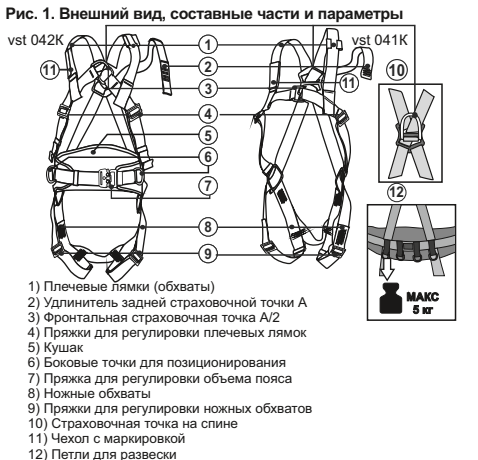 Рис. 1. Внешний вид, составные части и параметры
vst 042К
vst 041К
1
2
3
4
5
6
7
8
9
10
11
11
12
МАКС
5 кг
1) Плечевые лямки (обхваты)
2) Удлинитель задней страховочной точки А
3) Фронтальная страховочная точка А/2
4) Пряжки для регулировки плечевых лямок
5) Кушак
6) Боковые точки для позиционирования
7) Пряжка для регулировки объема пояса
8) Ножные обхваты
9) Пряжки для регулировки ножных обхватов
10) Страховочная точка на спине
11) Чехол с маркировкой
12) Петли для развески